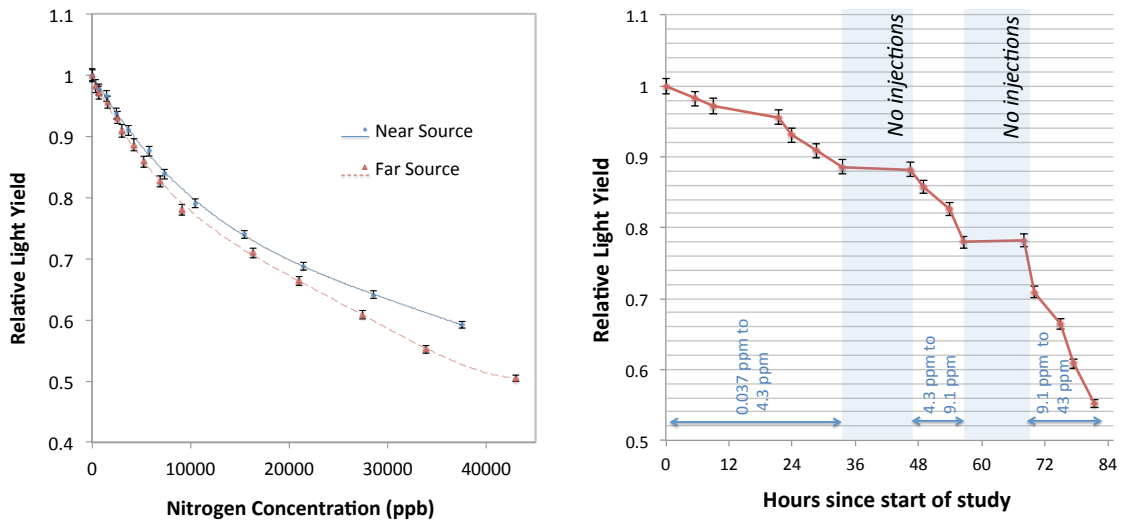 1.1
1
0.9
0.8
0.7
0.6
0.5
0.4
Relative Light Yield
Near Source
Far Source
0
10000
20000
30000
40000
Nitrogen Concentration (ppb)
1.1
1
0.9
0.8
0.7
0.6
0.5
Relative Light Yield
No injections
No injections
0.037 ppm to
4.3 ppm
4.3 ppm to
9.1 ppm
9.1 ppm to
43 ppm
0
12
24
36
48
60
72
84
Hours since start of study